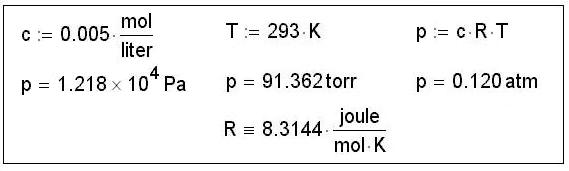 c := 0.005·mol/liter T := 293·K p := c·R·T
p = 1.218 × 10^4 Pa p = 91.362 torr p = 0.120 atm
R ≡ 8.3144·joule/mol·K